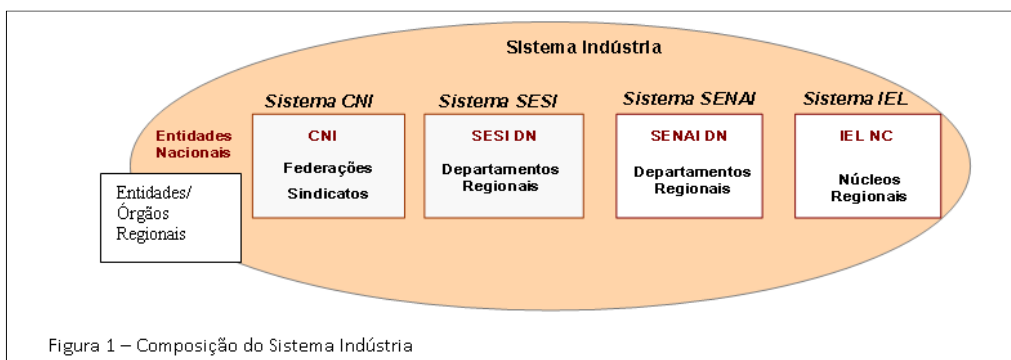 Sistema Indústria
Sistema CNI
Sistema SESI
Sistema SENAI
Sistema IEL
Entidades
Nacionais
CNI
Federações
Sindicatos
SESI DN
Departamentos
Regionais
SENAI DN
Departamentos
Regionais
IEL NC
Núcleos
Regionais
Entidades/
Órgãos
Regionais
Figura 1 – Composição do Sistema Indústria